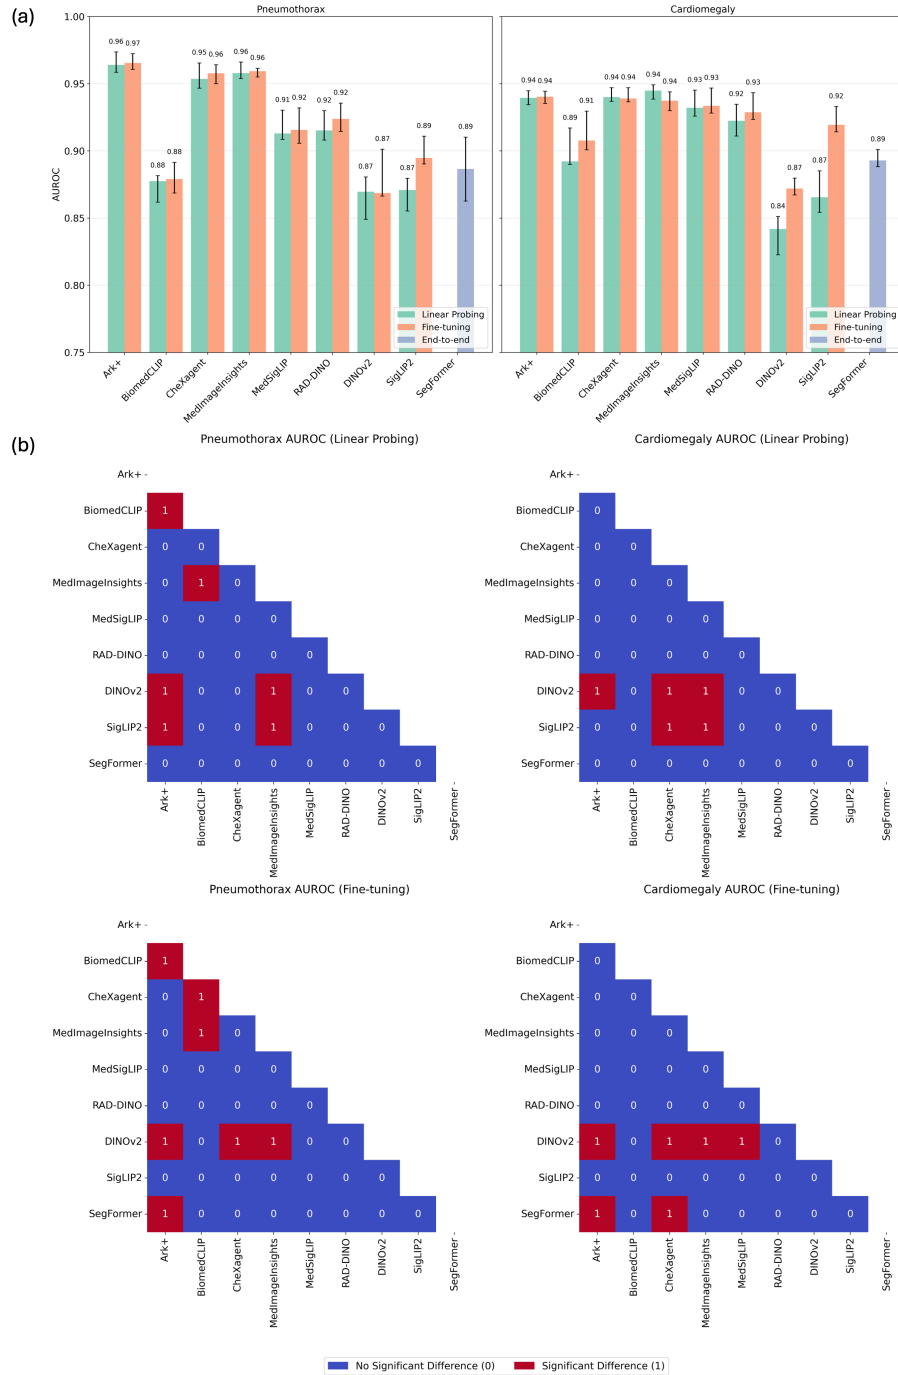 (a)
Pneumothorax
1.00
0.95
0.90
0.85
0.80
0.75
AUROC
0.96 0.97
0.88 0.88
0.95 0.96
0.96 0.96
0.91 0.92
0.92 0.92
0.87 0.91
0.87 0.89
0.89
Linear Probing
Fine-tuning
End-to-end
Ark+
BiomedCLIP
CheXagent
MedImageInsights
MedSigLIP
RAD-DINO
DINOv2
SigLIP2
SegFormer
Cardiomegaly
0.94 0.94
0.89 0.91
0.94 0.94
0.94 0.94
0.93 0.93
0.92 0.93
0.84 0.87
0.87 0.92
0.89
Linear Probing
Fine-tuning
End-to-end
Ark+
BiomedCLIP
CheXagent
MedImageInsights
MedSigLIP
RAD-DINO
DINOv2
SigLIP2
SegFormer
(b)
Pneumothorax AUROC (Linear Probing)
Ark+
BiomedCLIP 1
CheXagent 0 0
MedImageInsights 0 1 0
MedSigLIP 0 0 0 0
RAD-DINO 0 0 0 0 0
DINOv2 1 0 0 1 0 0
SigLIP2 1 0 0 1 0 0 0
SegFormer 0 0 0 0 0 0 0 0
Ark+
BiomedCLIP
CheXagent
MedImageInsights
MedSigLIP
RAD-DINO
DINOv2
SigLIP2
SegFormer
Cardiomegaly AUROC (Linear Probing)
Ark+
BiomedCLIP 0
CheXagent 0 0
MedImageInsights 0 0 0
MedSigLIP 0 0 0 0
RAD-DINO 0 0 0 0 0
DINOv2 1 0 1 1 0 0
SigLIP2 0 0 1 1 0 0 0
SegFormer 0 0 0 0 0 0 0 0
Ark+
BiomedCLIP
CheXagent
MedImageInsights
MedSigLIP
RAD-DINO
DINOv2
SigLIP2
SegFormer
Pneumothorax AUROC (Fine-tuning)
Ark+
BiomedCLIP 1
CheXagent 0 1
MedImageInsights 0 1 0
MedSigLIP 0 0 0 0
RAD-DINO 0 0 0 0 0
DINOv2 1 0 1 1 0 0
SigLIP2 0 0 0 0 0 0 0
SegFormer 1 0 0 0 0 0 0 0
Ark+
BiomedCLIP
CheXagent
MedImageInsights
MedSigLIP
RAD-DINO
DINOv2
SigLIP2
SegFormer
Cardiomegaly AUROC (Fine-tuning)
Ark+
BiomedCLIP 0
CheXagent 0 0
MedImageInsights 0 0 0
MedSigLIP 0 0 0 0
RAD-DINO 0 0 0 0 0
DINOv2 1 0 1 1 1 0
SigLIP2 0 0 0 0 0 0 0
SegFormer 1 0 1 0 0 0 0 0
Ark+
BiomedCLIP
CheXagent
MedImageInsights
MedSigLIP
RAD-DINO
DINOv2
SigLIP2
SegFormer
No Significant Difference (0)
Significant Difference (1)